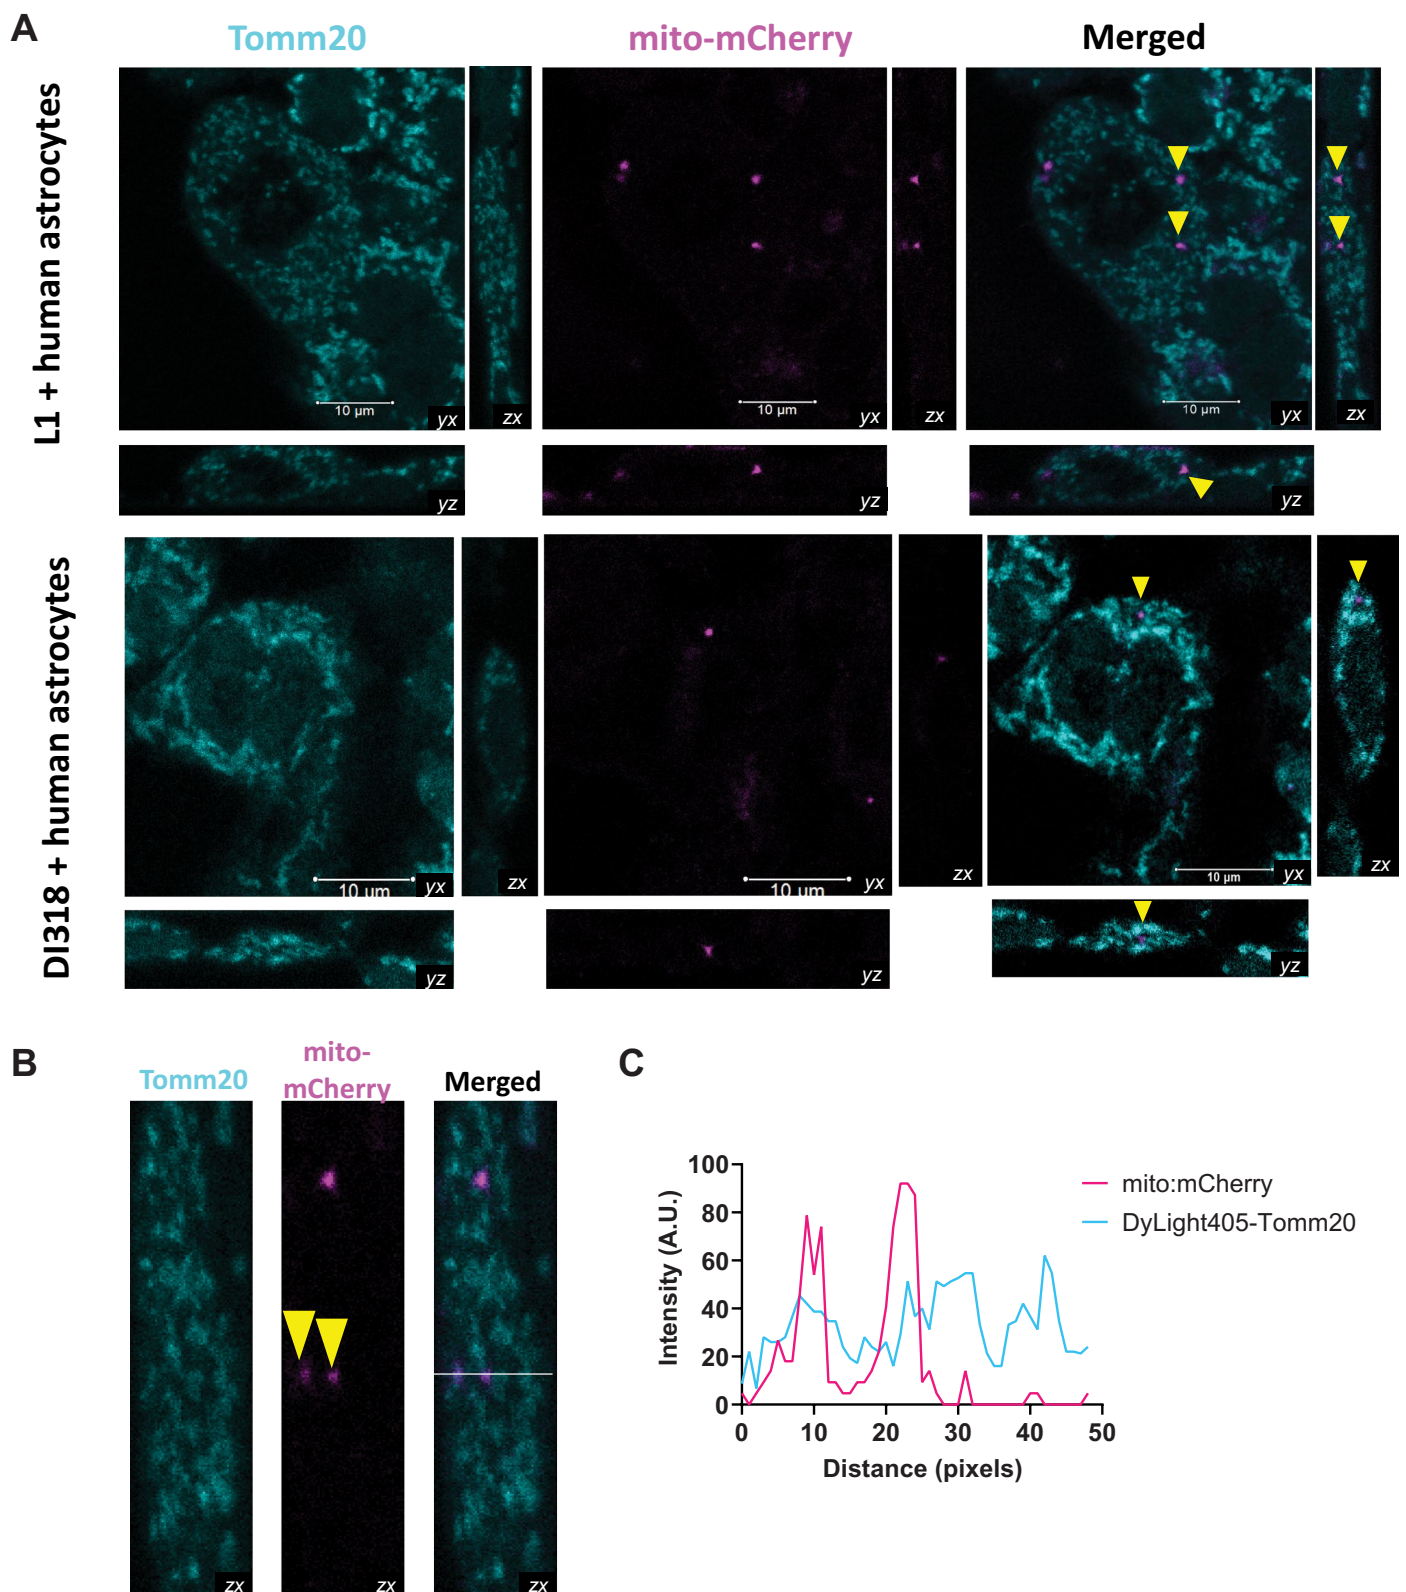 A
Tomm20
mito-mCherry
Merged
L1 + human astrocytes
10 µm
yx
zx
10 µm
yx
zx
10 µm
yx
zx
yz
yz
yz
DI318 + human astrocytes
10 µm
yx
zx
10 µm
yx
zx
10 µm
yx
zx
yz
yz
yz
B
Tomm20
mito-
mCherry
Merged
zx
zx
zx
C
Intensity (A.U.)
100
80
60
40
20
0
0
10
20
30
40
50
Distance (pixels)
mito:mCherry
DyLight405-Tomm20